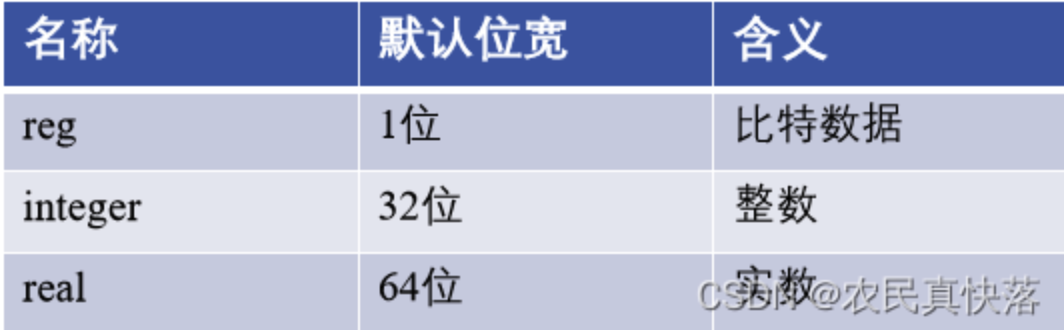 名称 默认位宽 含义
reg 1位 比特数据
integer 32位 整数
real 64位 实数
CSDN @农民真快落